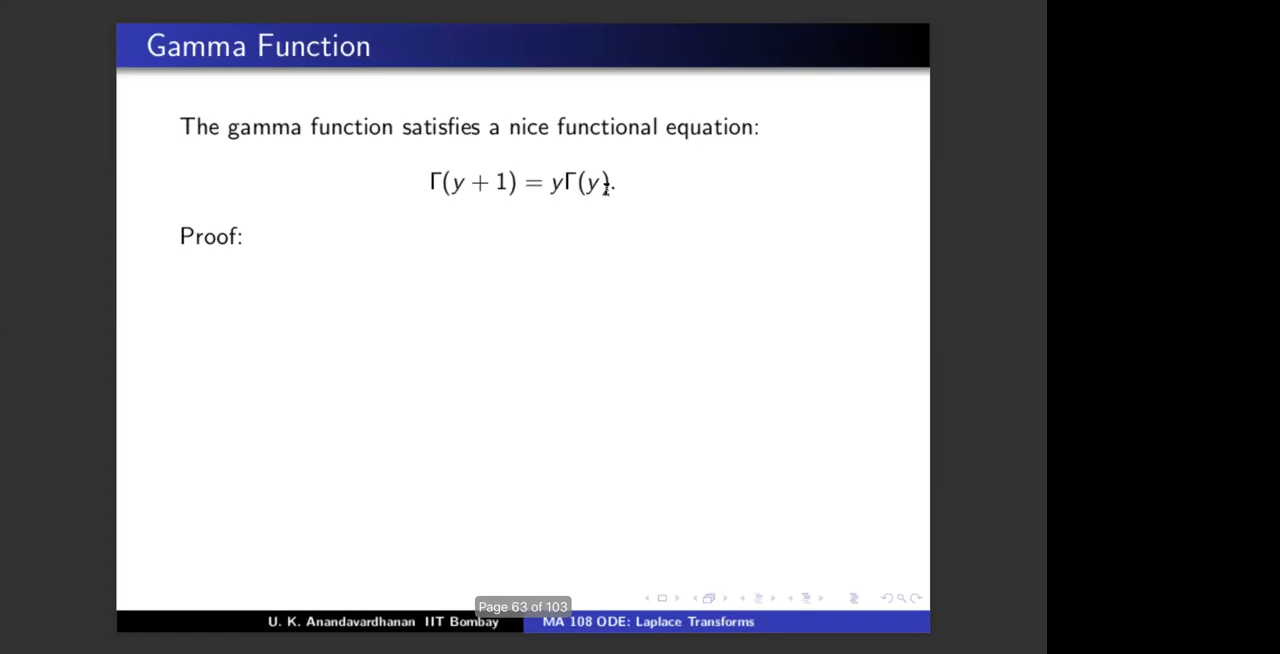 Gamma Function
The gamma function satisfies a nice functional equation:
Γ(y + 1) = yΓ(y).
Proof:
Page 63 of 103
U. K. Anandavardhanan IIT Bombay MA 108 ODE: Laplace Transforms